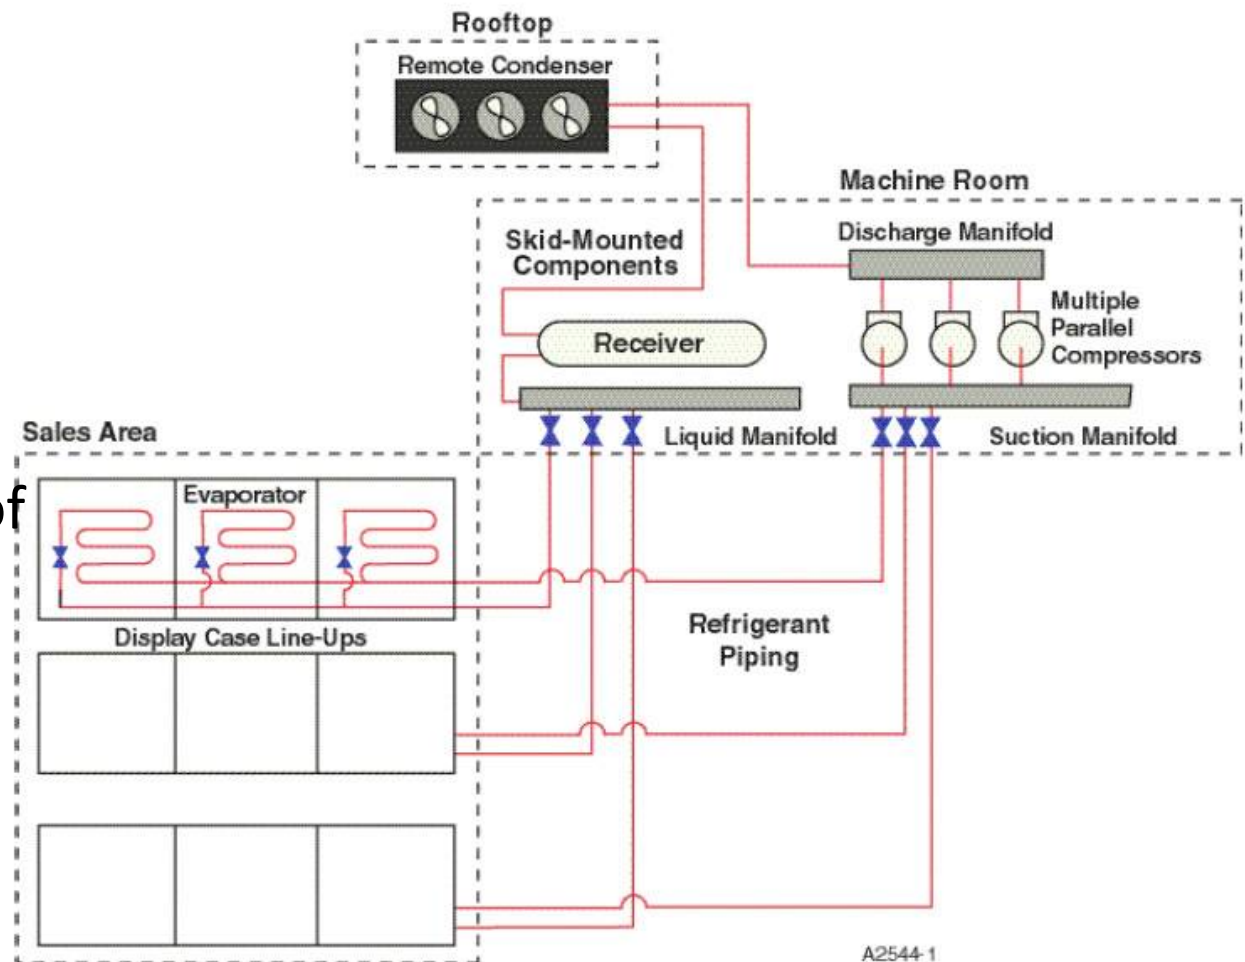 Rooftop
Remote Condenser
Machine Room
Skid-Mounted
Components
Discharge Manifold
Multiple
Parallel
Compressors
Receiver
Liquid Manifold
Suction Manifold
Sales Area
of
Evaporator
Display Case Line-Ups
Refrigerant
Piping
A2544-1